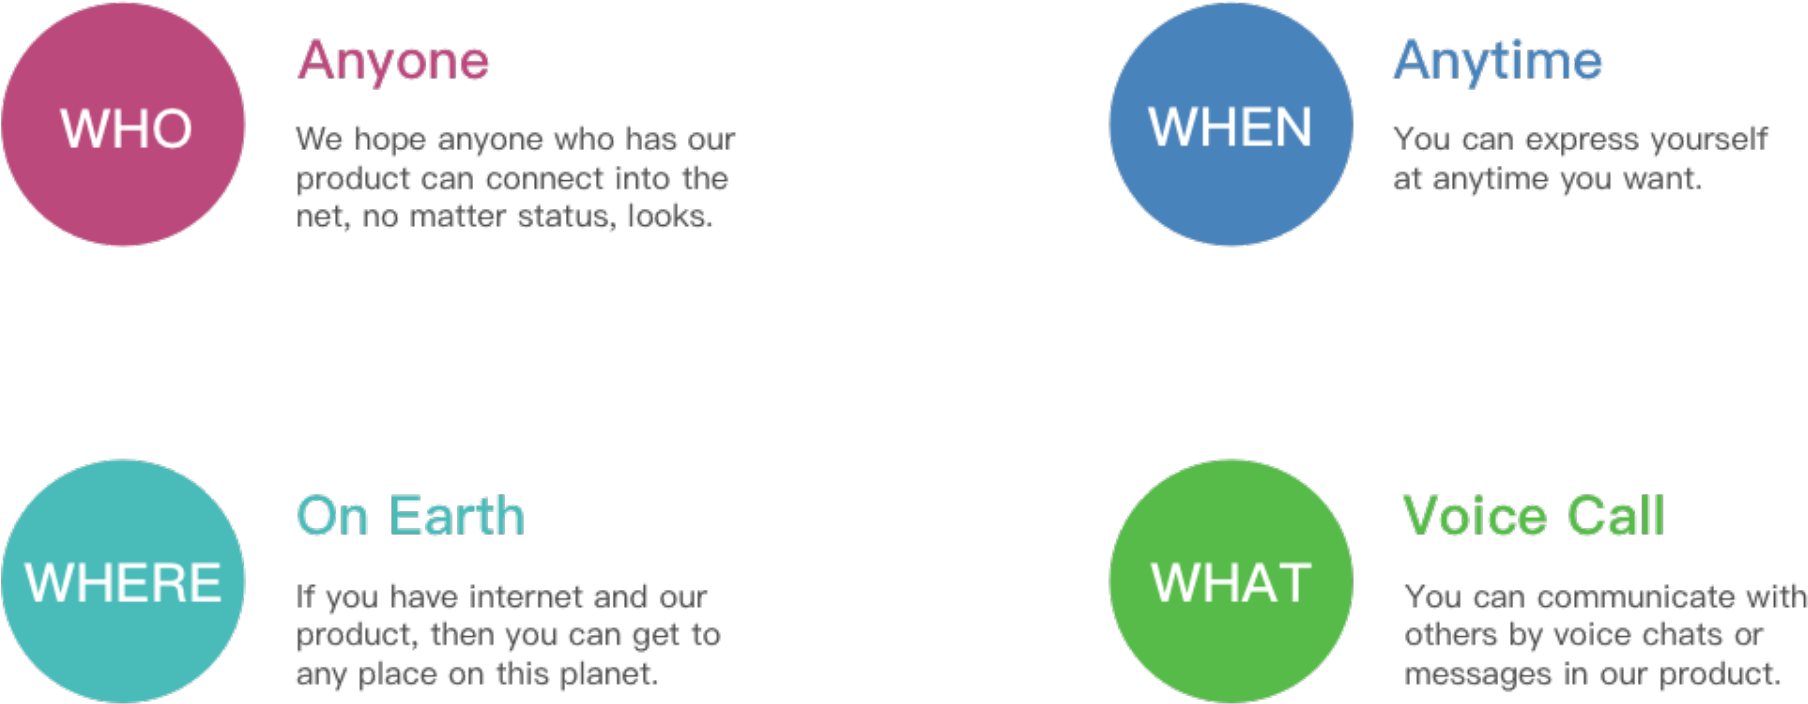 WHO
Anyone
We hope anyone who has our
product can connect into the
net, no matter status, looks.
WHEN
Anytime
You can express yourself
at anytime you want.
WHERE
On Earth
If you have internet and our
product, then you can get to
any place on this planet.
WHAT
Voice Call
You can communicate with
others by voice chats or
messages in our product.